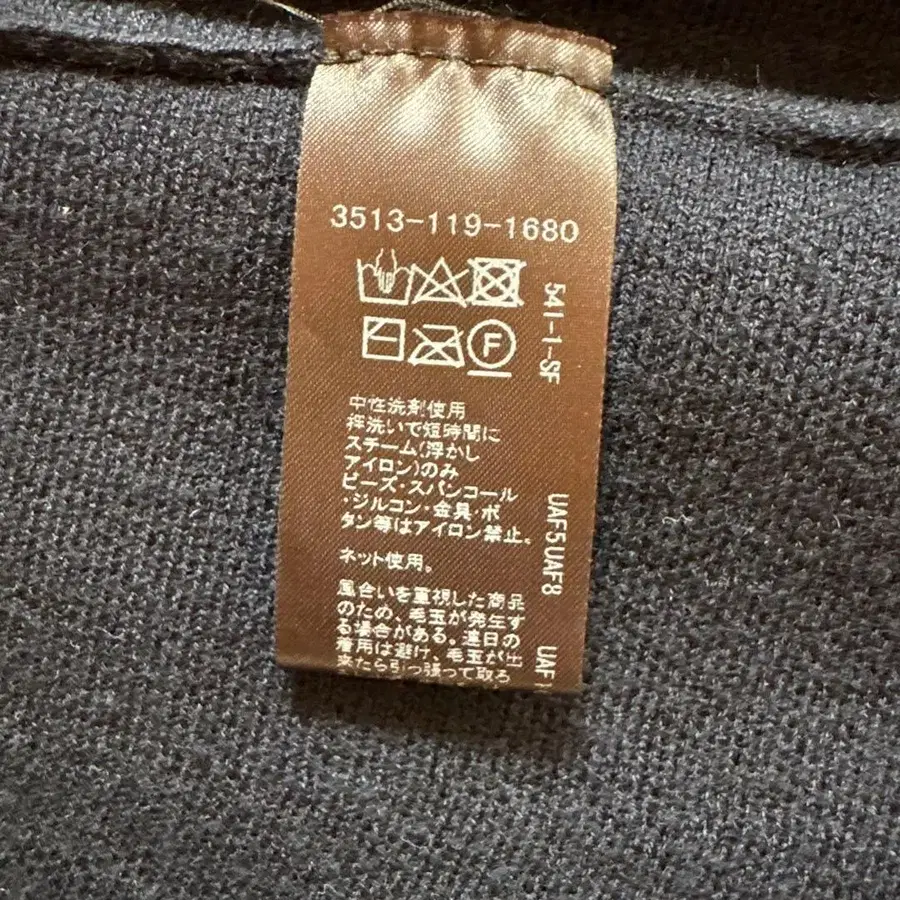 3513-119-1680
F
中性洗剤使用
押洗いで短時間に
スチーム(浮かし
アイロン)のみ
ビーズ・スパンコール
・ジルコン・金具・ボ
タン等はアイロン禁止。
ネット使用。
風合いを重視した商品
のため、毛玉が発生す
る場合がある。連日の
着用は避け、毛玉が出
来たら引っ張って取ろ
541-1-SF
UAF5UAF8
UAF